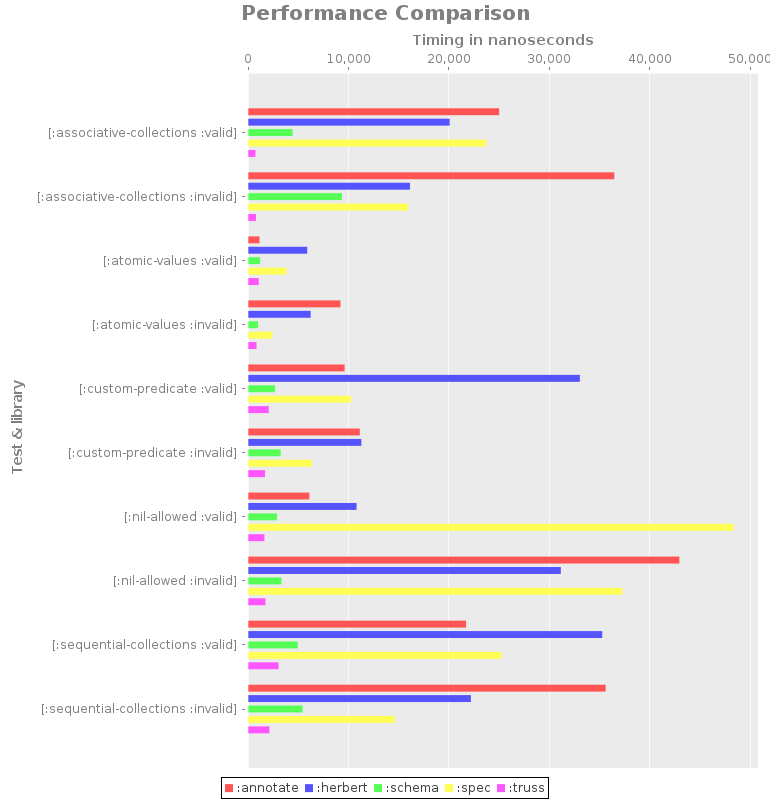 Performance Comparison
Timing in nanoseconds
0 10,000 20,000 30,000 40,000 50,000
[:associative-collections :valid]
[:associative-collections :invalid]
[:atomic-values :valid]
[:atomic-values :invalid]
[:custom-predicate :valid]
[:custom-predicate :invalid]
[:nil-allowed :valid]
[:nil-allowed :invalid]
[:sequential-collections :valid]
[:sequential-collections :invalid]
Test & library
:annotate :herbert :schema :spec :truss